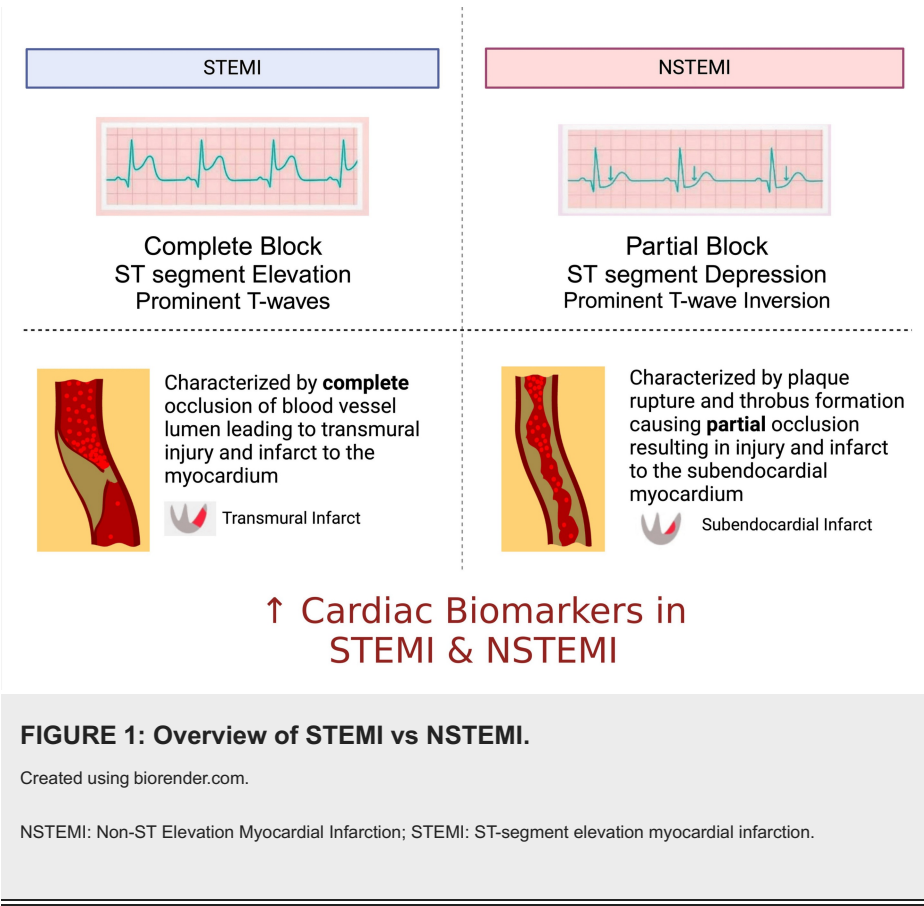 STEMI
NSTEMI
Complete Block
ST segment Elevation
Prominent T-waves
Partial Block
ST segment Depression
Prominent T-wave Inversion
Characterized by complete
occlusion of blood vessel
lumen leading to transmural
injury and infarct to the
myocardium
Transmural Infarct
Characterized by plaque
rupture and thrombus formation
causing partial occlusion
resulting in injury and infarct
to the subendocardial
myocardium
Subendocardial Infarct
↑ Cardiac Biomarkers in
STEMI & NSTEMI
FIGURE 1: Overview of STEMI vs NSTEMI.
Created using biorender.com.
NSTEMI: Non-ST Elevation Myocardial Infarction; STEMI: ST-segment elevation myocardial infarction.